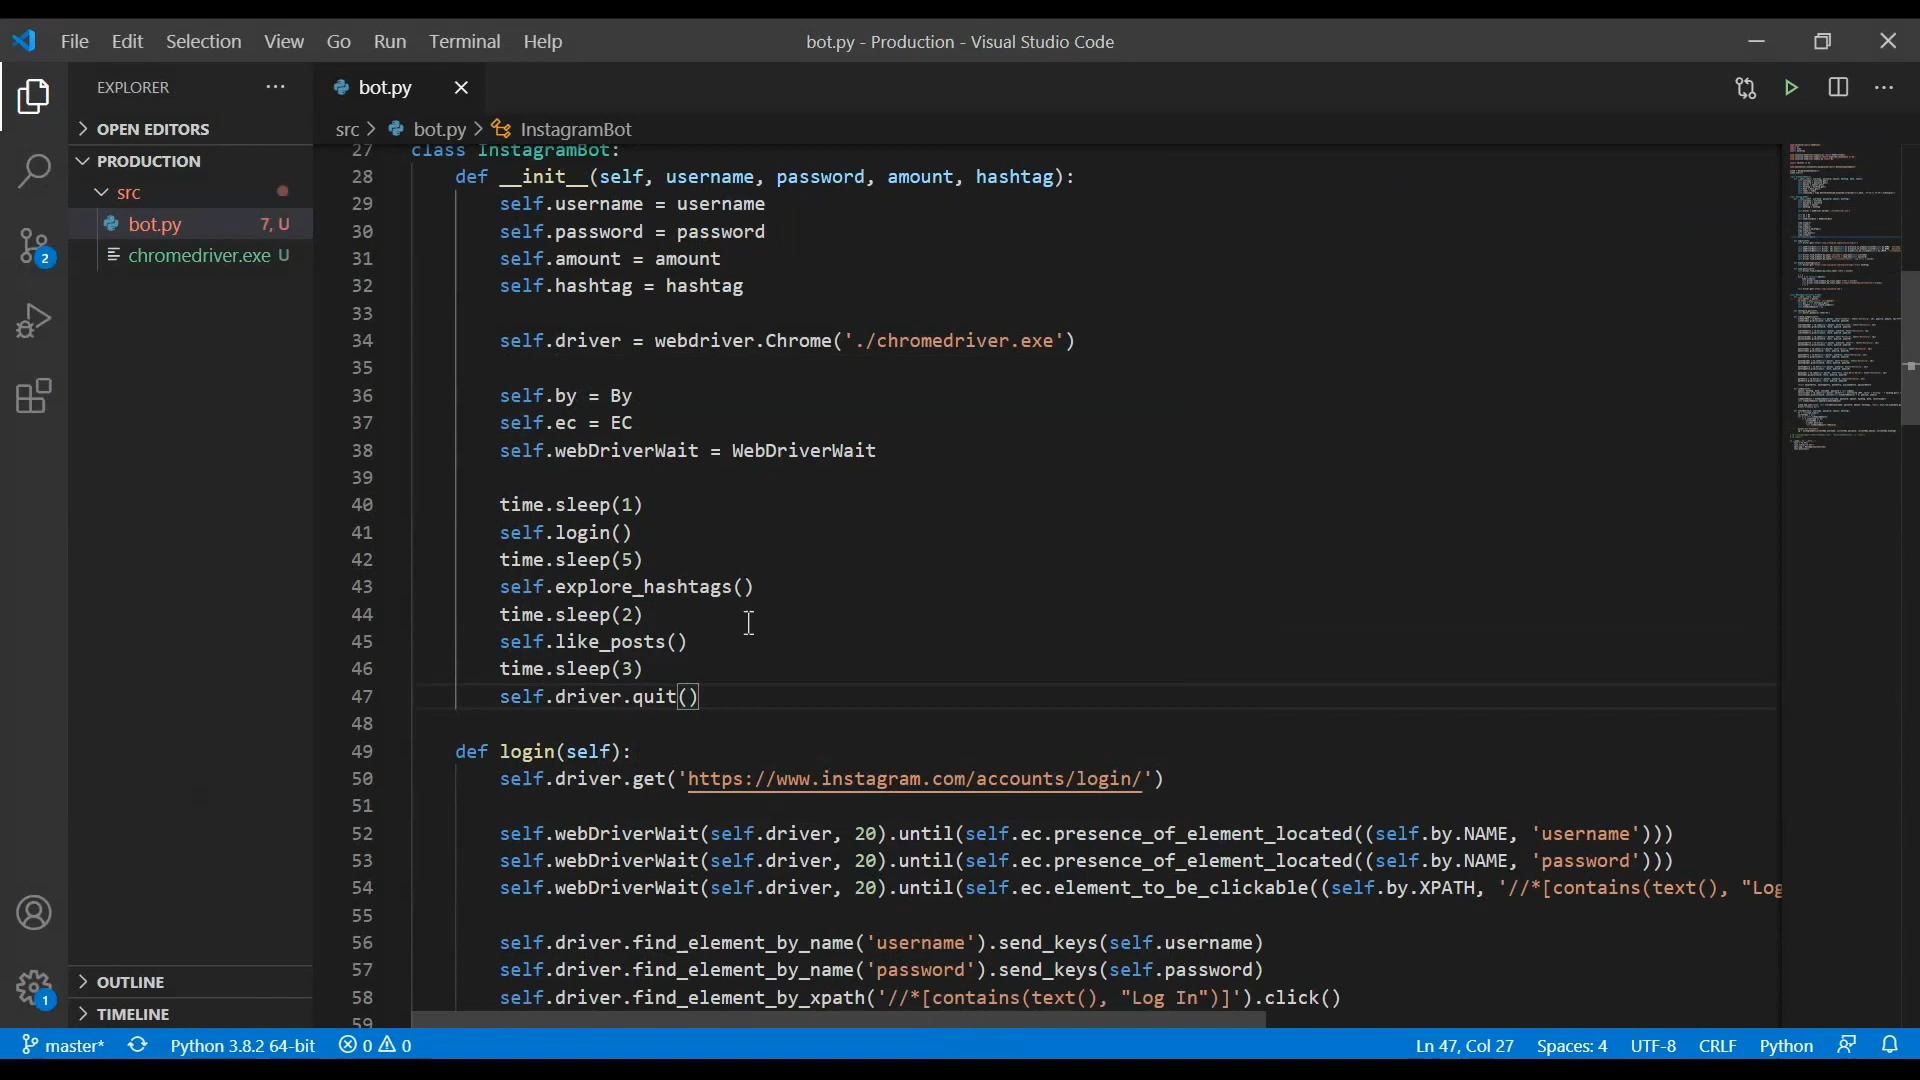 File Edit Selection View Go Run Terminal Help
bot.py - Production - Visual Studio Code
EXPLORER
bot.py
OPEN EDITORS
PRODUCTION
src
bot.py 7, U
chromedriver.exe U
OUTLINE
TIMELINE
2
1
src > bot.py > InstagramBot
27 class InstagramBot:
28 def __init__(self, username, password, amount, hashtag):
29 self.username = username
30 self.password = password
31 self.amount = amount
32 self.hashtag = hashtag
33
34 self.driver = webdriver.Chrome('./chromedriver.exe')
35
36 self.by = By
37 self.ec = EC
38 self.webDriverWait = WebDriverWait
39
40 time.sleep(1)
41 self.login()
42 time.sleep(5)
43 self.explore_hashtags()
44 time.sleep(2)
45 self.like_posts()
46 time.sleep(3)
47 self.driver.quit()
48
49 def login(self):
50 self.driver.get('https://www.instagram.com/accounts/login/')
51
52 self.webDriverWait(self.driver, 20).until(self.ec.presence_of_element_located((self.by.NAME, 'username')))
53 self.webDriverWait(self.driver, 20).until(self.ec.presence_of_element_located((self.by.NAME, 'password')))
54 self.webDriverWait(self.driver, 20).until(self.ec.element_to_be_clickable((self.by.XPATH, '//*[contains(text(), "Log
55
56 self.driver.find_element_by_name('username').send_keys(self.username)
57 self.driver.find_element_by_name('password').send_keys(self.password)
58 self.driver.find_element_by_xpath('//*[contains(text(), "Log In")]').click()
59
master* Python 3.8.2 64-bit 0 0 Ln 47, Col 27 Spaces: 4 UTF-8 CRLF Python